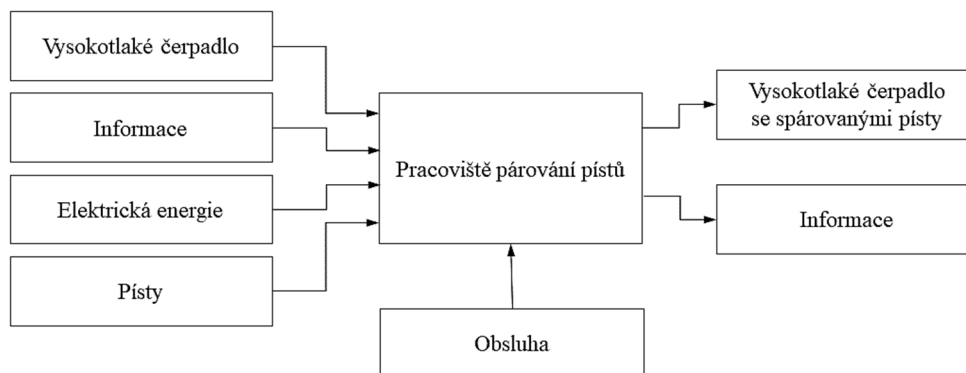 Vysokotlaké čerpadlo
Informace
Elektrická energie
Písty
Pracoviště párování pístů
Obsluha
Vysokotlaké čerpadlo
se spárovanými písty
Informace